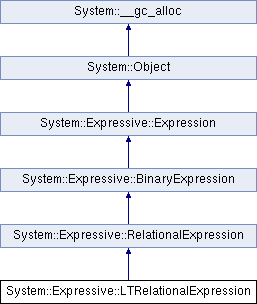 System::__gc_alloc
System::Object
System::Expressive::Expression
System::Expressive::BinaryExpression
System::Expressive::RelationalExpression
System::Expressive::LTRelationalExpression